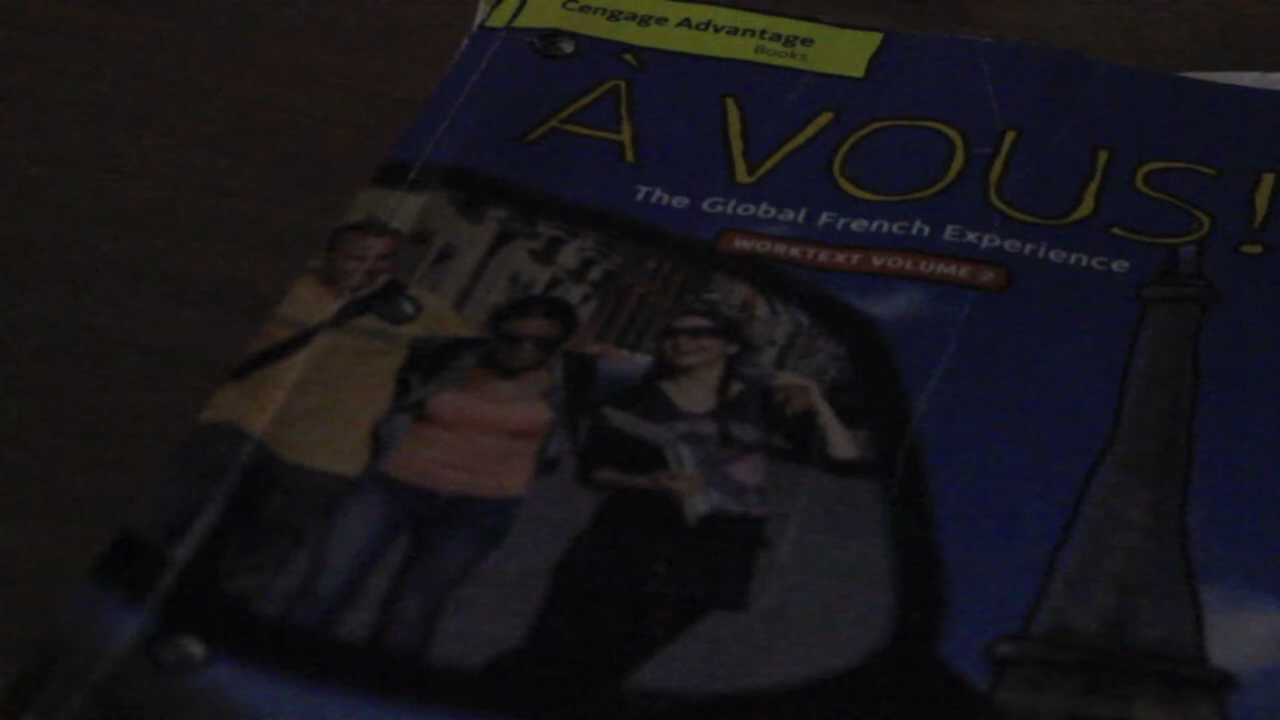 Cengage Advantage
Books
À VOUS!
The Global French Experience
WORKTEXT VOLUME 2